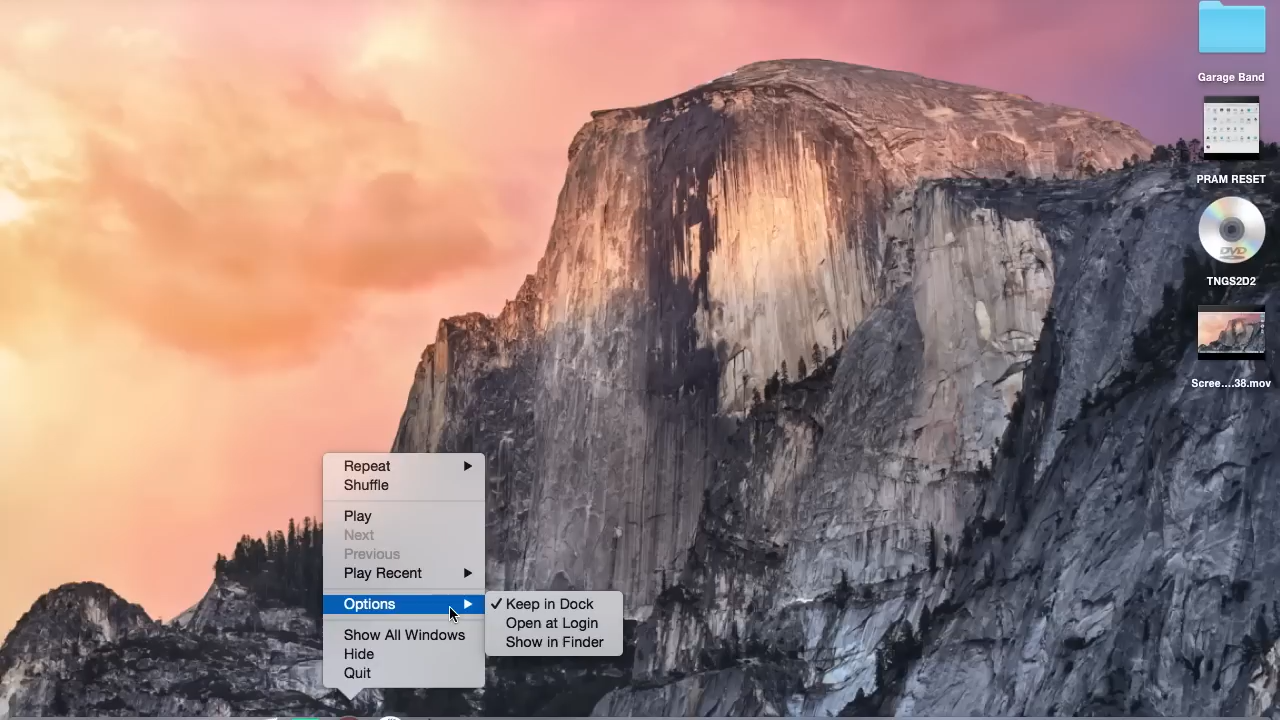 Garage Band
PRAM RESET
DVD
TNGS2D2
Scree....38.mov
Repeat
Shuffle
Play
Next
Previous
Play Recent
Options
✓ Keep in Dock
Open at Login
Show in Finder
Show All Windows
Hide
Quit